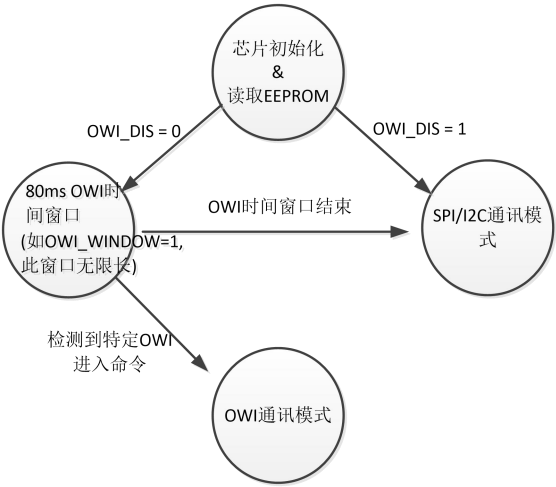 芯片初始化
&
读取EEPROM
OWI_DIS = 0
OWI_DIS = 1
80ms OWI时
间窗口
(如OWI_WINDOW=1,
此窗口无限长)
OWI时间窗口结束
SPI/I2C通讯模
式
检测到特定OWI
进入命令
OWI通讯模式